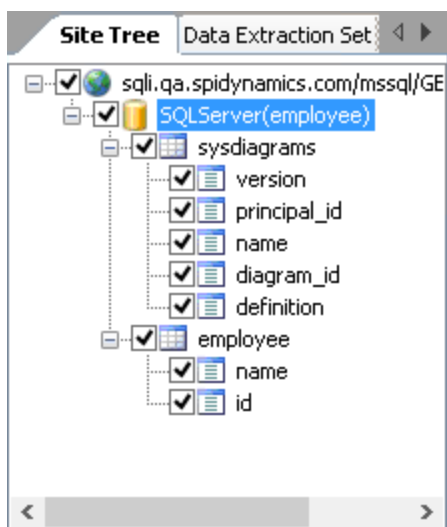 Site Tree Data Extraction Set
sqli.qa.spidynamics.com/mssql/GE
SQLServer(employee)
sysdiagrams
version
principal_id
name
diagram_id
definition
employee
name
id